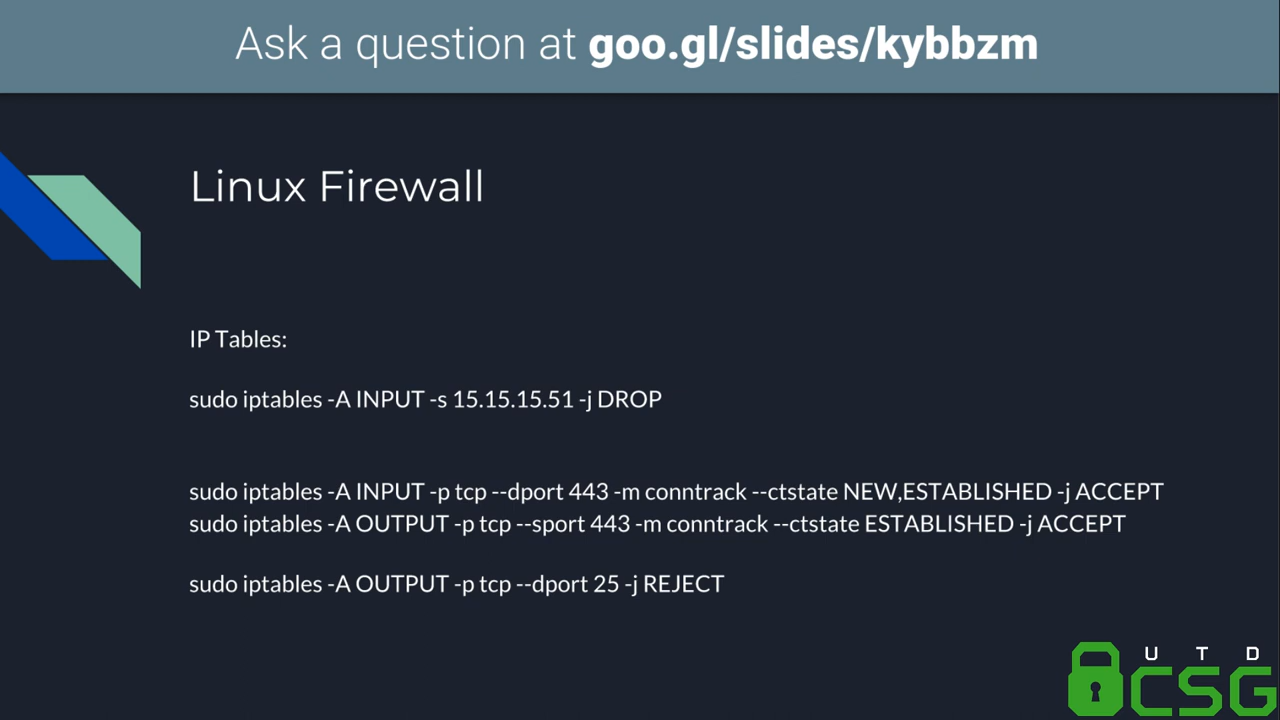 Ask a question at goo.gl/slides/kybbzm
Linux Firewall
IP Tables:
sudo iptables -A INPUT -s 15.15.15.51 -j DROP
sudo iptables -A INPUT -p tcp --dport 443 -m conntrack --ctstate NEW,ESTABLISHED -j ACCEPT
sudo iptables -A OUTPUT -p tcp --sport 443 -m conntrack --ctstate ESTABLISHED -j ACCEPT
sudo iptables -A OUTPUT -p tcp --dport 25 -j REJECT
UTD
CSG